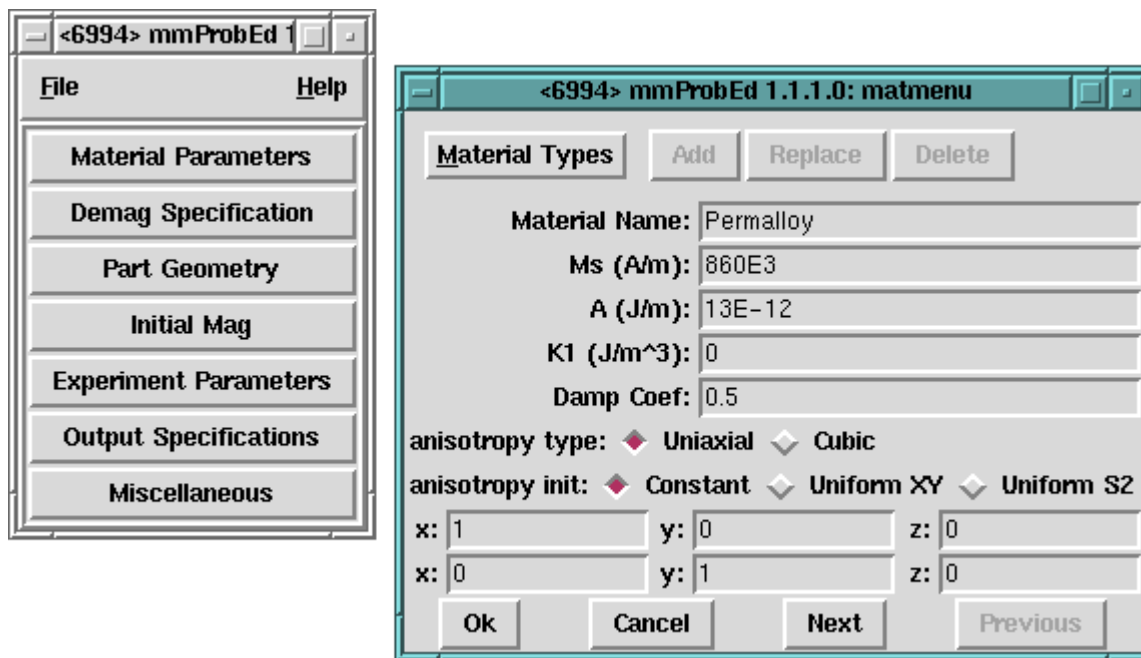 <6994> mmProbEd 1
File Help
Material Parameters
Demag Specification
Part Geometry
Initial Mag
Experiment Parameters
Output Specifications
Miscellaneous
<6994> mmProbEd 1.1.1.0: matmenu
Material Types Add Replace Delete
Material Name: Permalloy
Ms (A/m): 860E3
A (J/m): 13E-12
K1 (J/m^3): 0
Damp Coef: 0.5
anisotropy type: Uniaxial Cubic
anisotropy init: Constant Uniform XY Uniform S2
x: 1 y: 0 z: 0
x: 0 y: 1 z: 0
Ok Cancel Next Previous